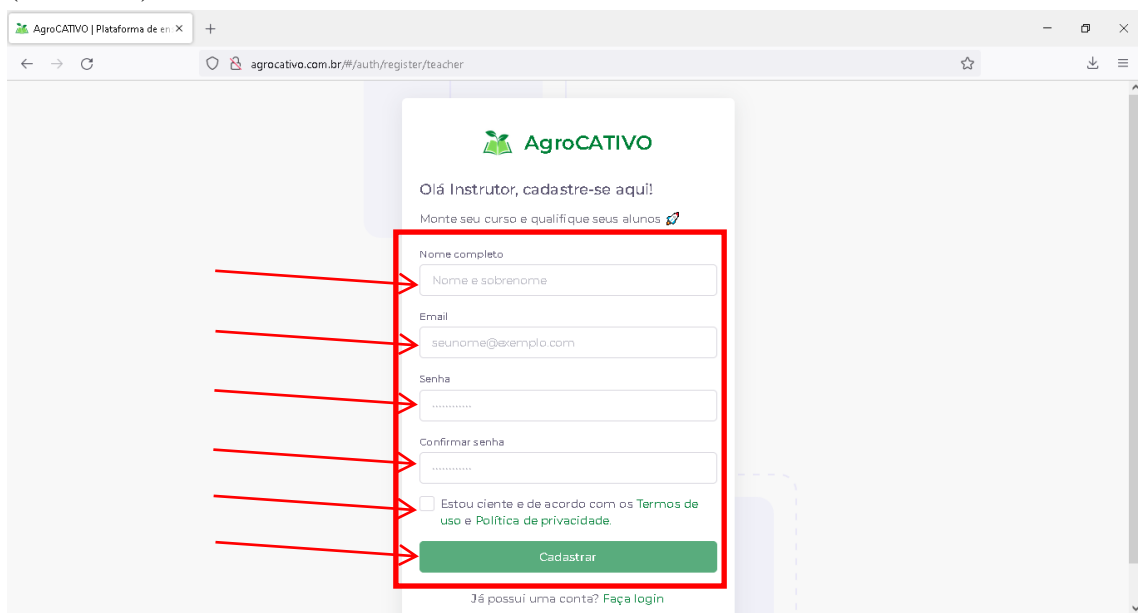 AgroCATIVO | Plataforma de en
agrocativo.com.br/#/auth/register/teacher
AgroCATIVO
Olá Instrutor, cadastre-se aqui!
Monte seu curso e qualifique seus alunos 🚀
Nome completo
Nome e sobrenome
Email
seunome@exemplo.com
Senha
............
Confirmar senha
............
Estou ciente e de acordo com os Termos de
uso e Política de privacidade.
Cadastrar
Já possui uma conta? Faça login